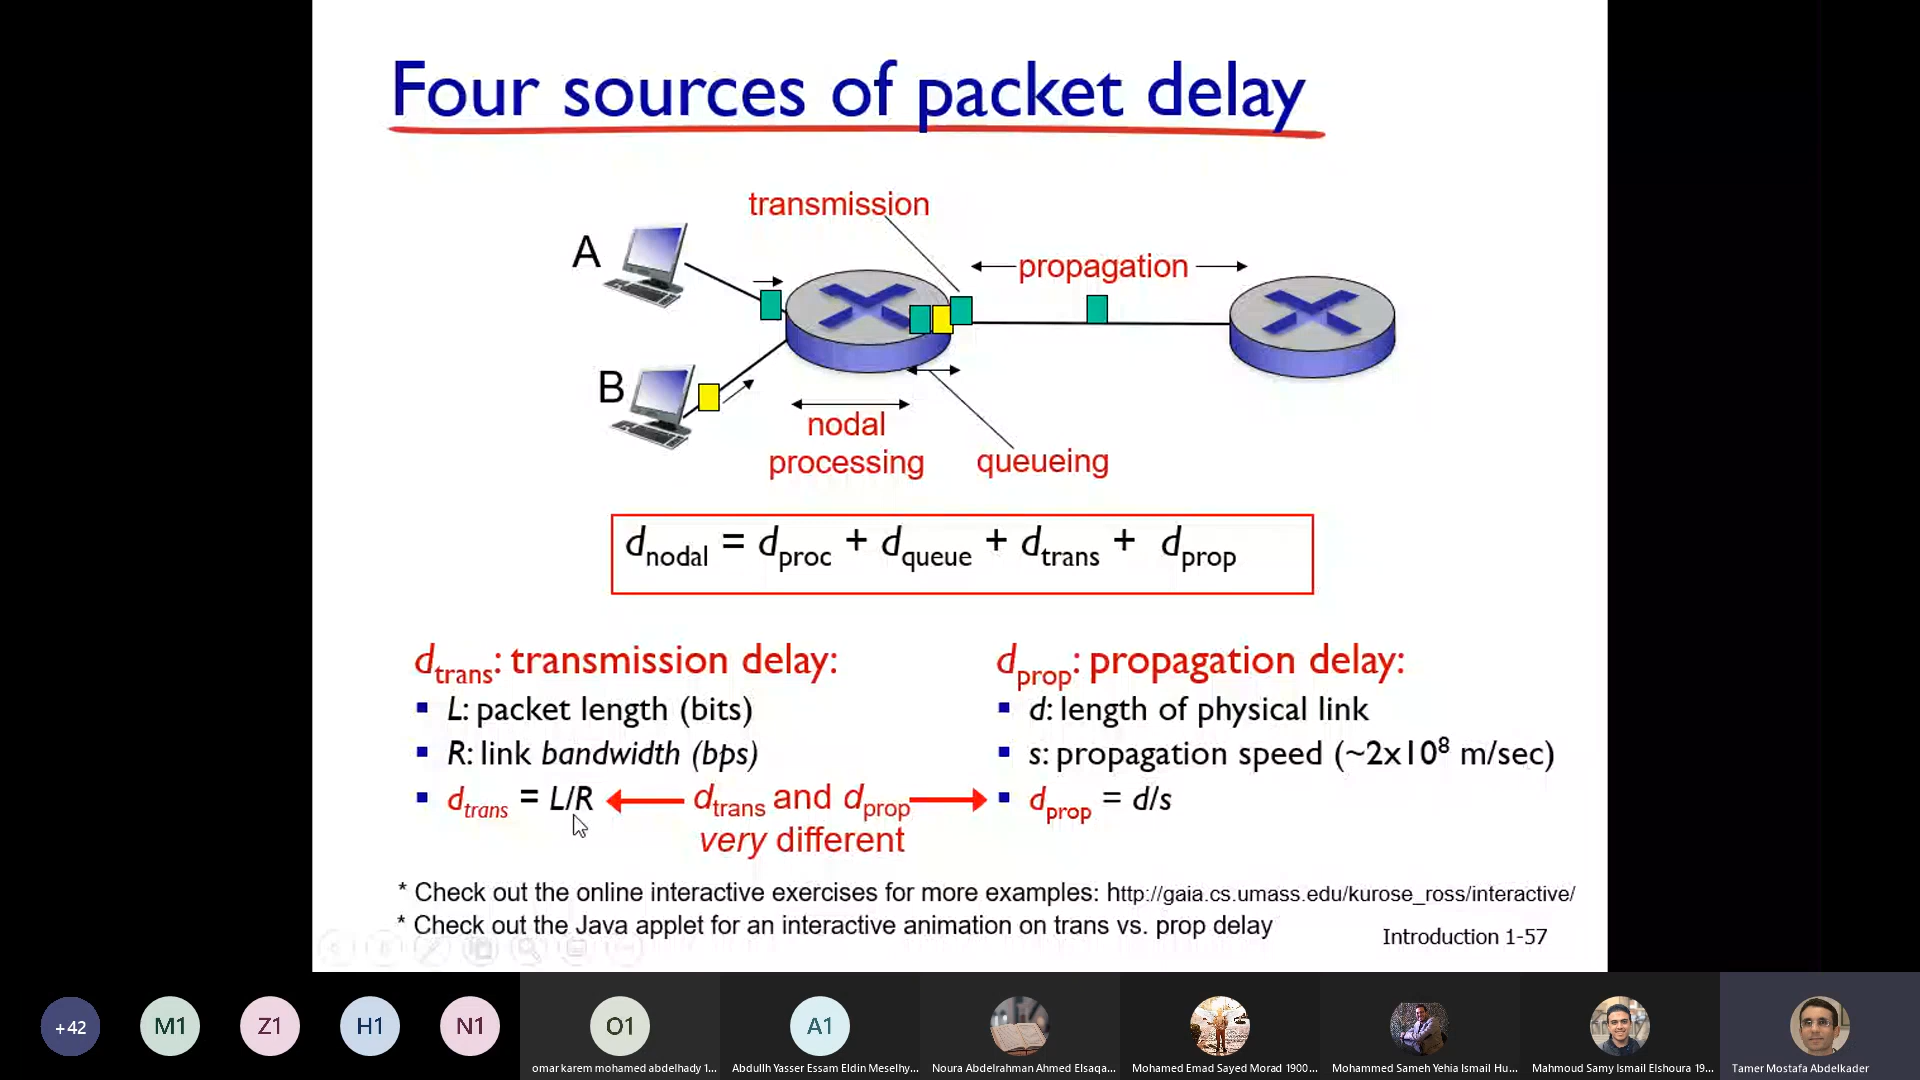 Four sources of packet delay
transmission
A
propagation
B
nodal
processing
queueing
dnodal = dproc + dqueue + dtrans + dprop
dtrans: transmission delay:
L: packet length (bits)
R: link bandwidth (bps)
dtrans = L/R
dtrans and dprop
very different
dprop: propagation delay:
d: length of physical link
s: propagation speed (~2x10⁸ m/sec)
dprop = d/s
* Check out the online interactive exercises for more examples: http://gaia.cs.umass.edu/kurose_ross/interactive/
* Check out the Java applet for an interactive animation on trans vs. prop delay
Introduction 1-57
+42
M1
Z1
H1
N1
O1
A1
omar karem mohamed abdelhady 1...
Abdullh Yasser Essam Eldin Meselhy...
Noura Abdelrahman Ahmed Elsaqa...
Mohamed Emad Sayed Morad 1900...
Mohammed Sameh Yehia Ismail Hu...
Mahmoud Samy Ismail Elshoura 19...
Tamer Mostafa Abdelkader